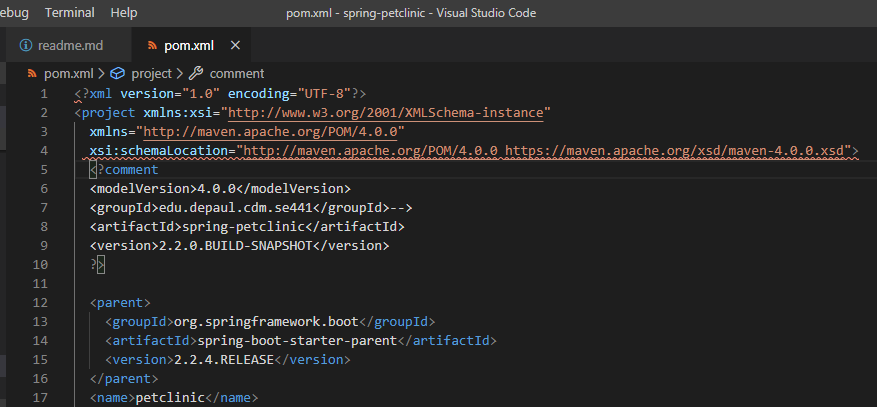 ebug Terminal Help pom.xml - spring-petclinic - Visual Studio Code
readme.md pom.xml
pom.xml > project > comment
1 <?xml version="1.0" encoding="UTF-8"?>
2 <project xmlns:xsi="http://www.w3.org/2001/XMLSchema-instance"
3 xmlns="http://maven.apache.org/POM/4.0.0"
4 xsi:schemaLocation="http://maven.apache.org/POM/4.0.0 https://maven.apache.org/xsd/maven-4.0.0.xsd">
5 <?comment
6 <modelVersion>4.0.0</modelVersion>
7 <groupId>edu.depaul.cdm.se441</groupId>-->
8 <artifactId>spring-petclinic</artifactId>
9 <version>2.2.0.BUILD-SNAPSHOT</version>
10 ?>
11
12 <parent>
13 <groupId>org.springframework.boot</groupId>
14 <artifactId>spring-boot-starter-parent</artifactId>
15 <version>2.2.4.RELEASE</version>
16 </parent>
17 <name>petclinic</name>